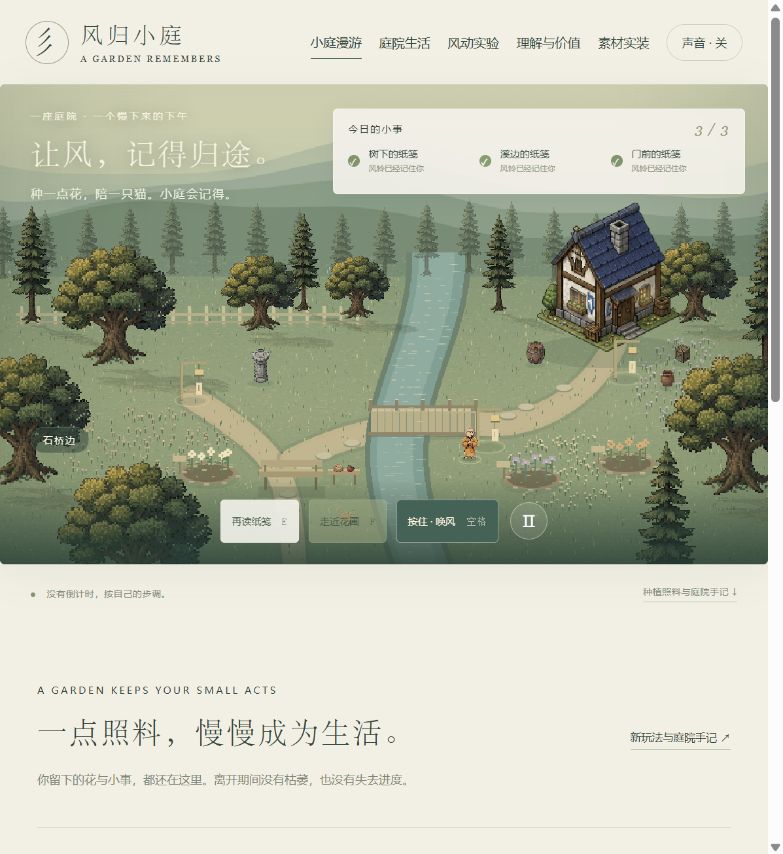 风归小庭
A GARDEN REMEMBERS
小庭漫游 庭院生活 风动实验 理解与价值 素材实装 声音 · 关
一座庭院 · 一个慢下来的下午
让风，记得归途。
种一点花，陪一只猫。小庭会记得。
今日的小事 3 / 3
树下的纸笺 溪边的纸笺 门前的纸笺
风铃已经记住你 风铃已经记住你 风铃已经记住你
石桥边
再读纸笺 E 走近花圃 F 按住 · 晚风 空格
没有倒计时，按自己的步调。
种植照料与庭院手记 ↓
A GARDEN KEEPS YOUR SMALL ACTS
一点照料，慢慢成为生活。
新玩法与庭院手记 ↗
你留下的花与小事，都还在这里。离开期间没有枯萎，也没有失去进度。